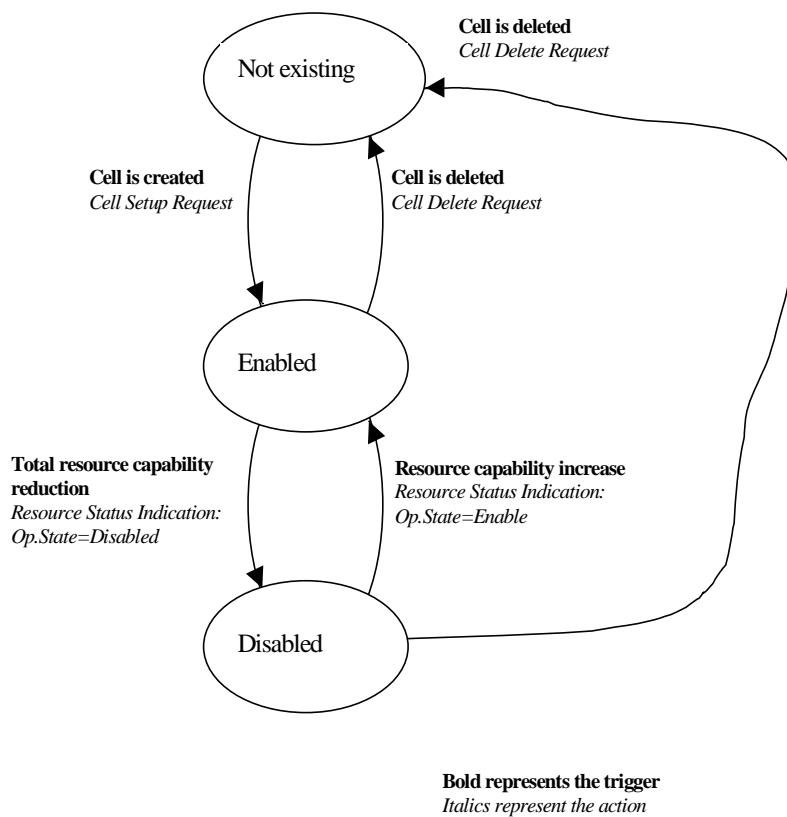 Cell is deleted
Cell Delete Request
Not existing
Cell is created
Cell Setup Request
Cell is deleted
Cell Delete Request
Enabled
Total resource capability
reduction
Resource Status Indication:
Op.State=Disabled
Resource capability increase
Resource Status Indication:
Op.State=Enable
Disabled
Bold represents the trigger
Italics represent the action